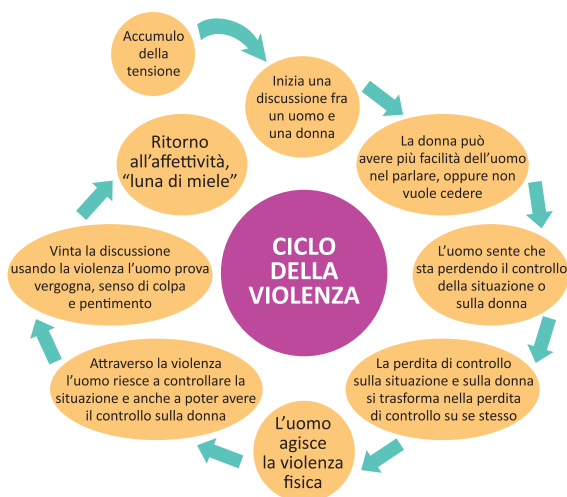 Accumulo
della
tensione
Inizia una
discussione fra
un uomo e
una donna
La donna può
avere più facilità dell’uomo
nel parlare, oppure non
vuole cedere
L’uomo sente che
sta perdendo il controllo
della situazione o
sulla donna
La perdita di controllo
sulla situazione e sulla donna
si trasforma nella perdita
di controllo su se stesso
L’uomo
agisce
la violenza
fisica
Attraverso la violenza
l’uomo riesce a controllare la
situazione e anche a poter avere
il controllo sulla donna
Vinta la discussione
usando la violenza l’uomo prova
vergogna, senso di colpa
e pentimento
Ritorno
all’affettività,
“luna di miele”
CICLO
DELLA
VIOLENZA